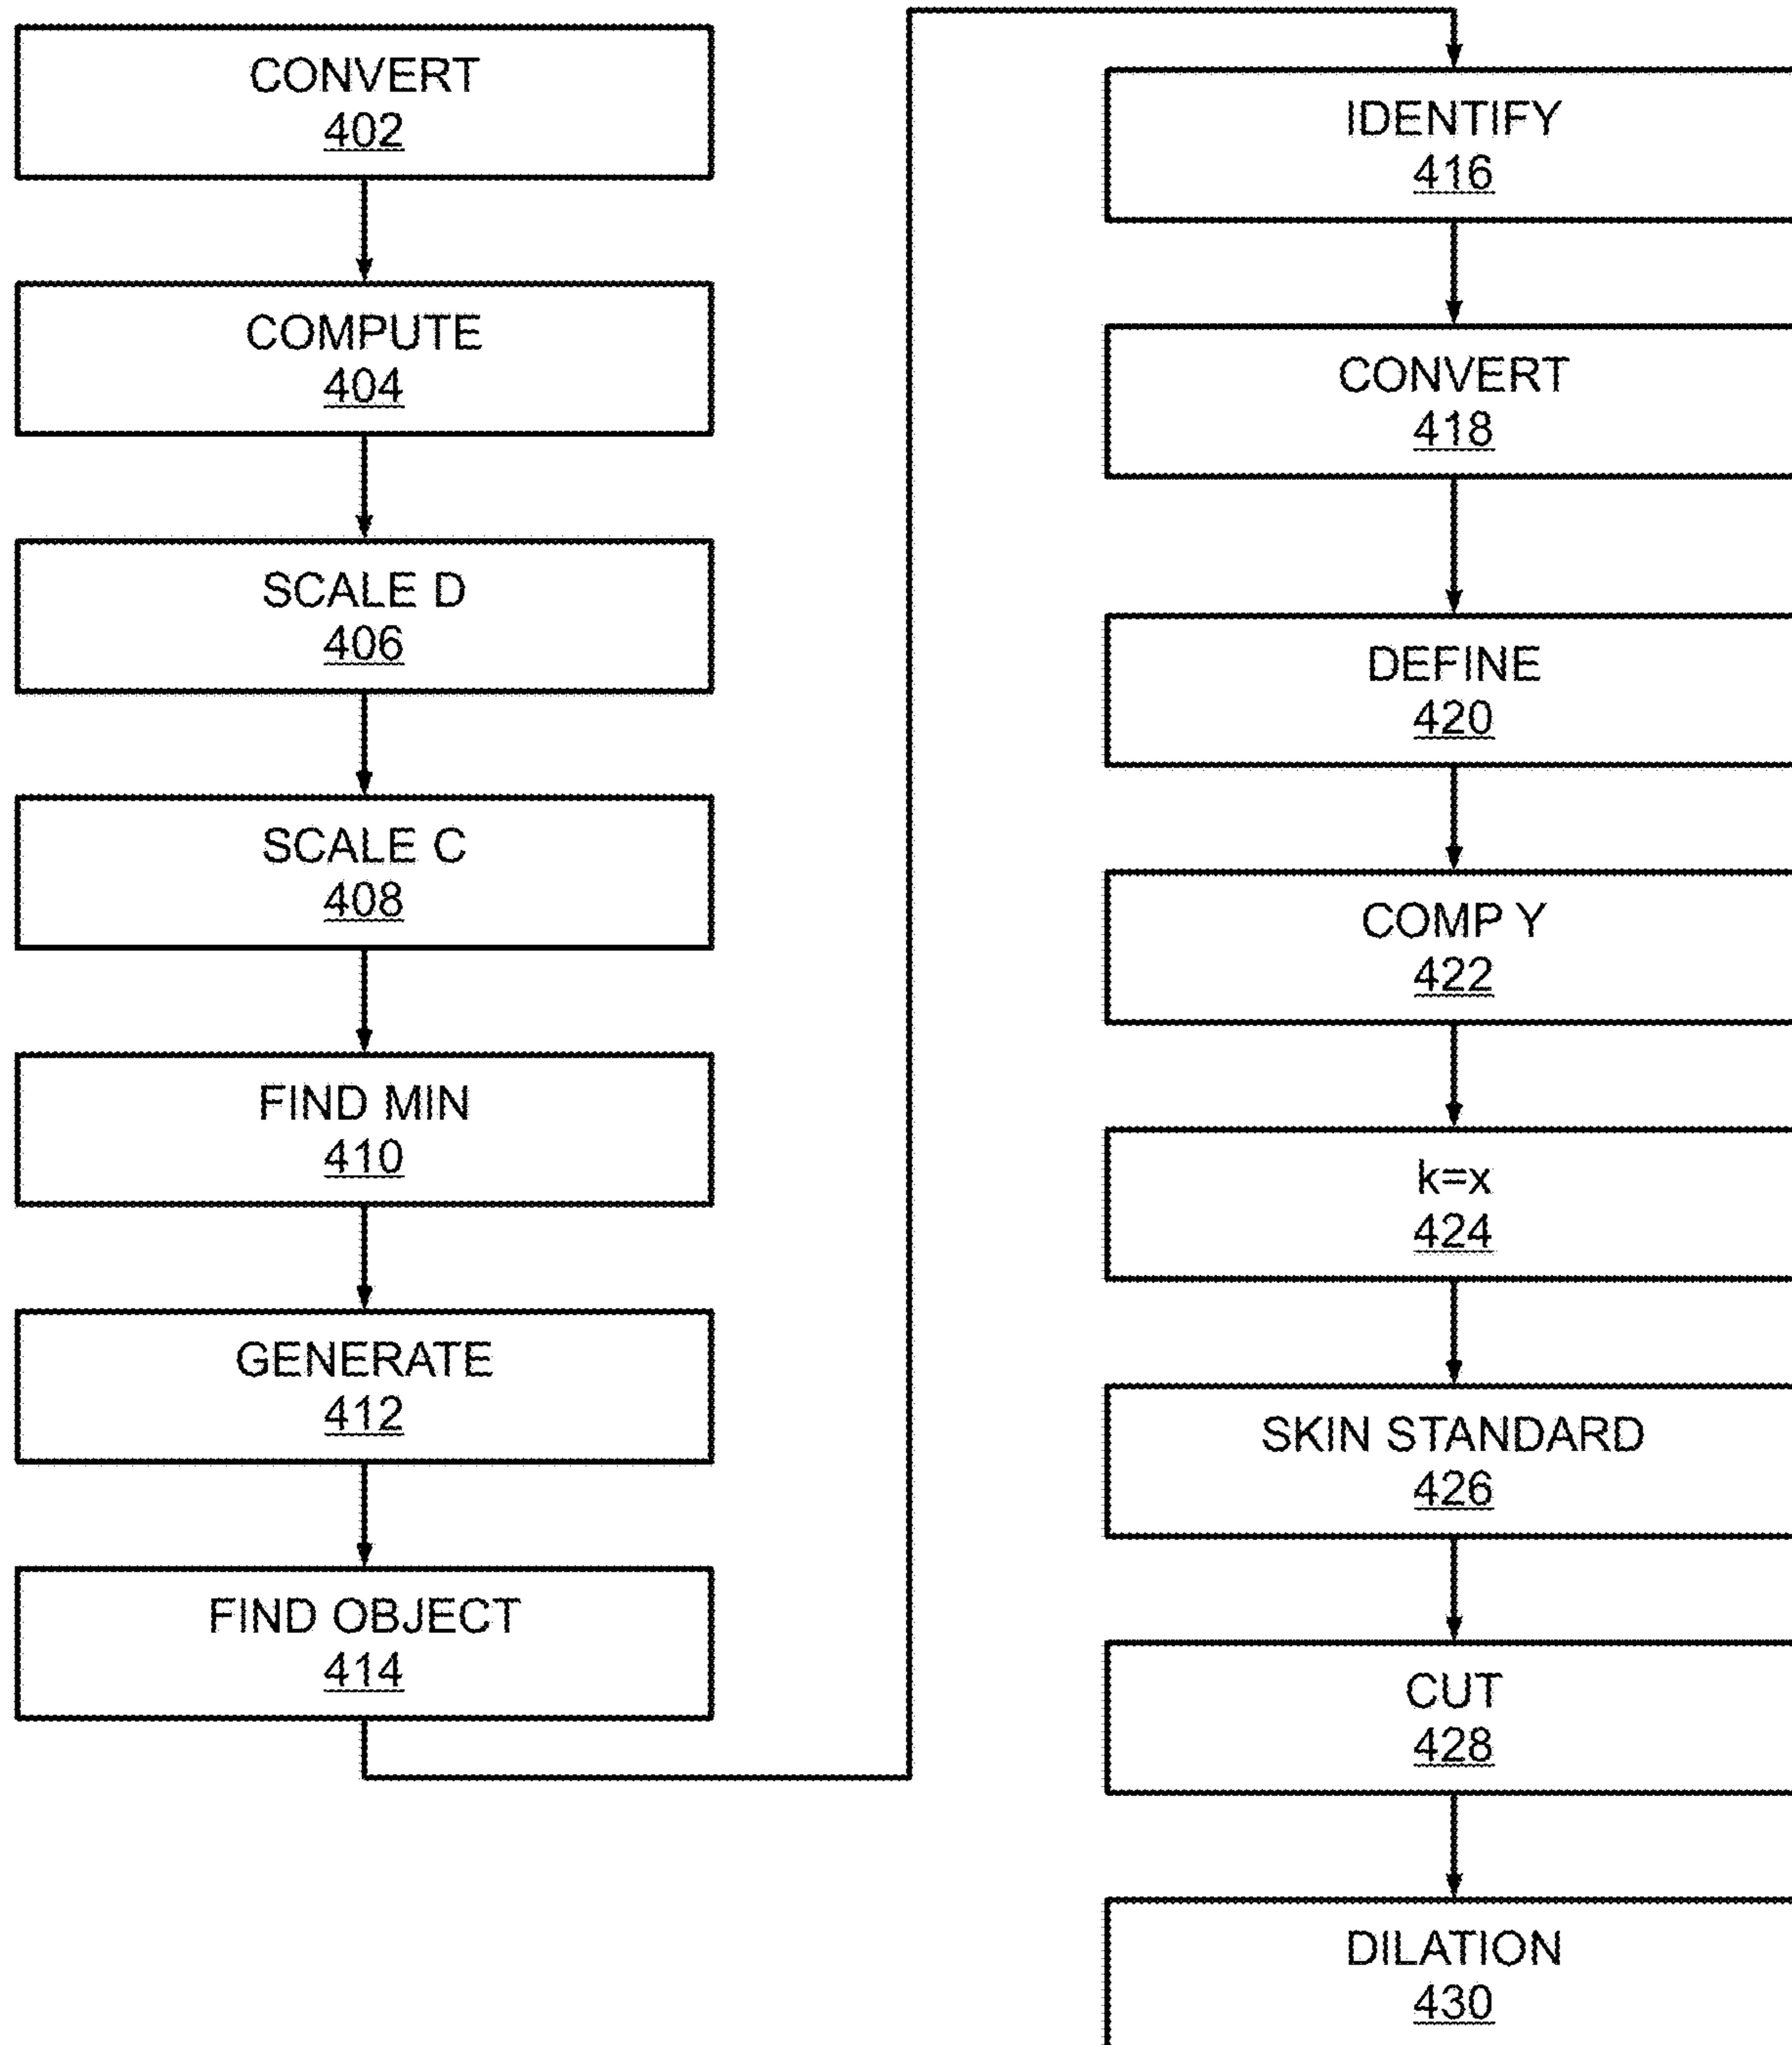 CONVERT
402
COMPUTE
404
SCALE D
406
SCALE C
408
FIND MIN
410
GENERATE
412
FIND OBJECT
414
IDENTIFY
416
CONVERT
418
DEFINE
420
COMP Y
422
k=x
424
SKIN STANDARD
426
CUT
428
DILATION
430